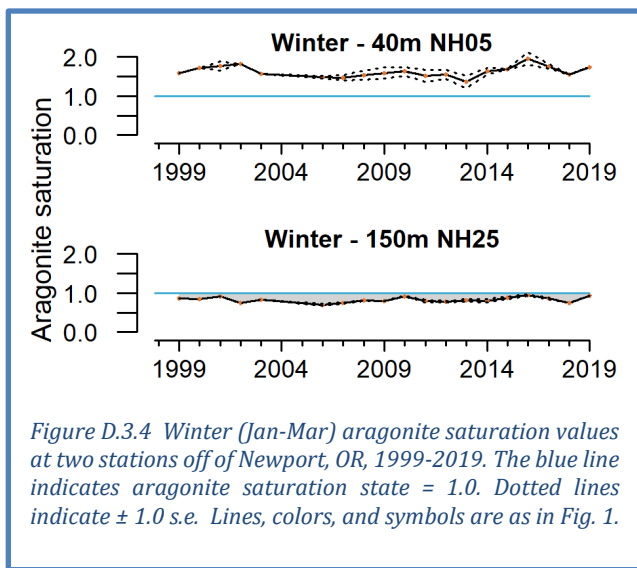 Winter - 40m NH05
2.0
1.0
0.0
1999 2004 2009 2014 2019
Aragonite saturation
Winter - 150m NH25
2.0
1.0
0.0
1999 2004 2009 2014 2019
Figure D.3.4 Winter (Jan-Mar) aragonite saturation values
at two stations off of Newport, OR, 1999-2019. The blue line
indicates aragonite saturation state = 1.0. Dotted lines
indicate ± 1.0 s.e. Lines, colors, and symbols are as in Fig. 1.